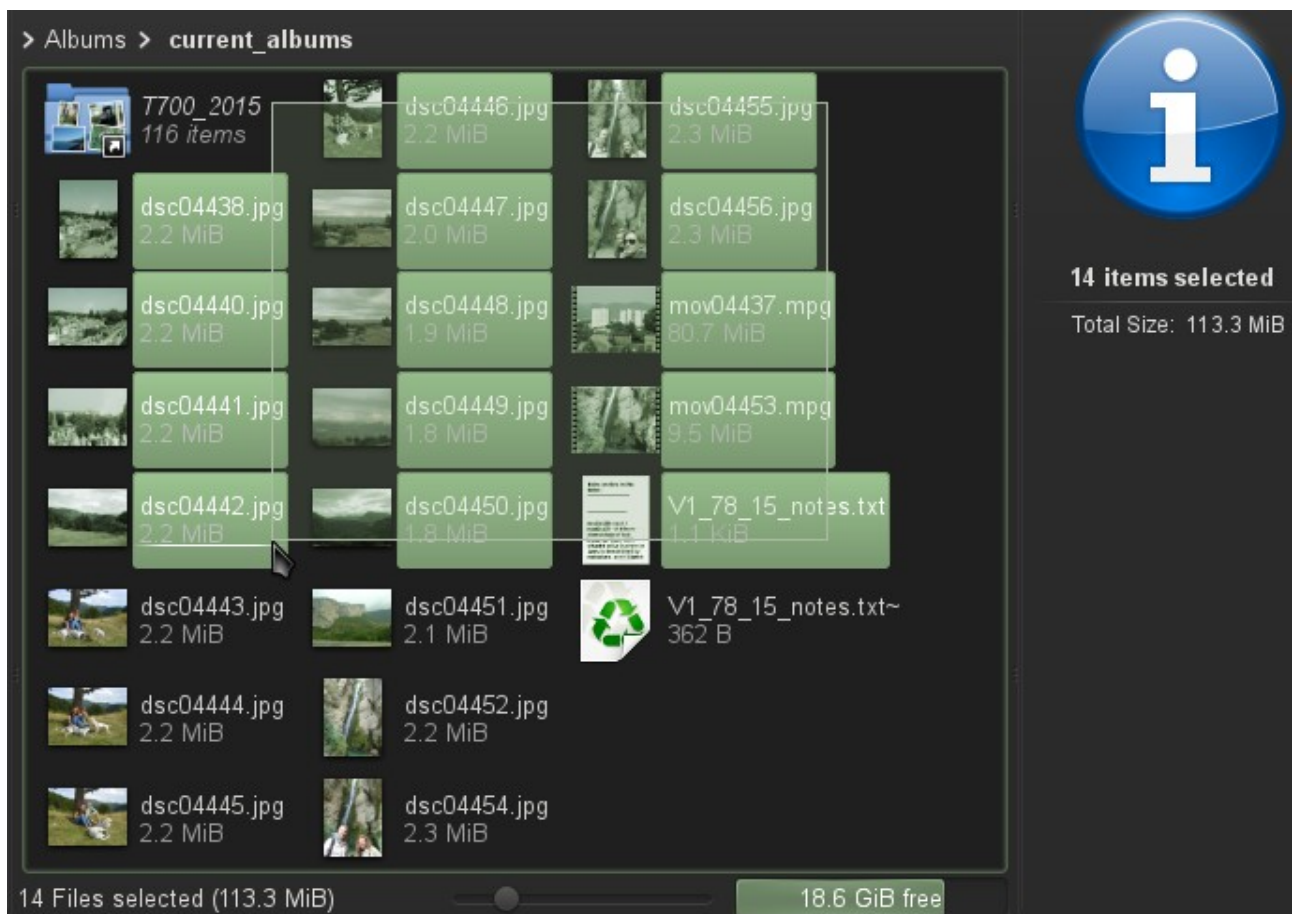 > Albums > current_albums
T700_2015
116 items
dsc04438.jpg
2.2 MiB
dsc04440.jpg
2.2 MiB
dsc04441.jpg
2.2 MiB
dsc04442.jpg
2.2 MiB
dsc04443.jpg
2.2 MiB
dsc04444.jpg
2.2 MiB
dsc04445.jpg
2.2 MiB
dsc04446.jpg
2.2 MiB
dsc04447.jpg
2.0 MiB
dsc04448.jpg
1.9 MiB
dsc04449.jpg
1.8 MiB
dsc04450.jpg
1.8 MiB
dsc04451.jpg
2.1 MiB
dsc04452.jpg
2.2 MiB
dsc04454.jpg
2.3 MiB
dsc04455.jpg
2.3 MiB
dsc04456.jpg
2.3 MiB
mov04437.mpg
80.7 MiB
mov04453.mpg
9.5 MiB
V1_78_15_notes.txt
1.1 KiB
V1_78_15_notes.txt~
362 B
14 items selected
Total Size: 113.3 MiB
14 Files selected (113.3 MiB)
18.6 GiB free